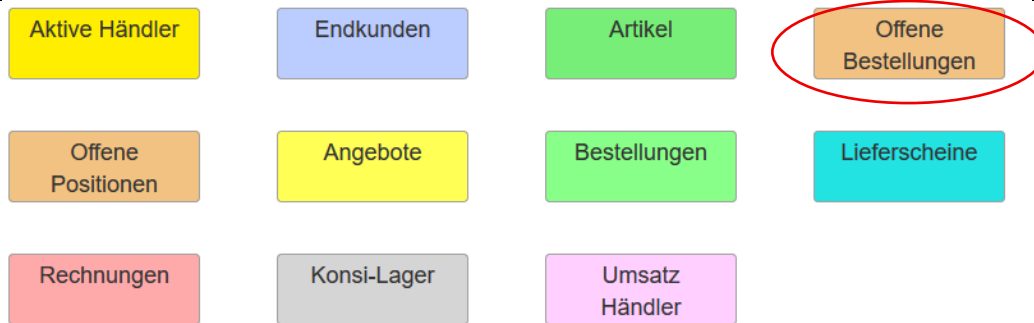 Aktive Händler
Endkunden
Artikel
Offene
Bestellungen
Offene
Positionen
Angebote
Bestellungen
Lieferscheine
Rechnungen
Konsi-Lager
Umsatz
Händler